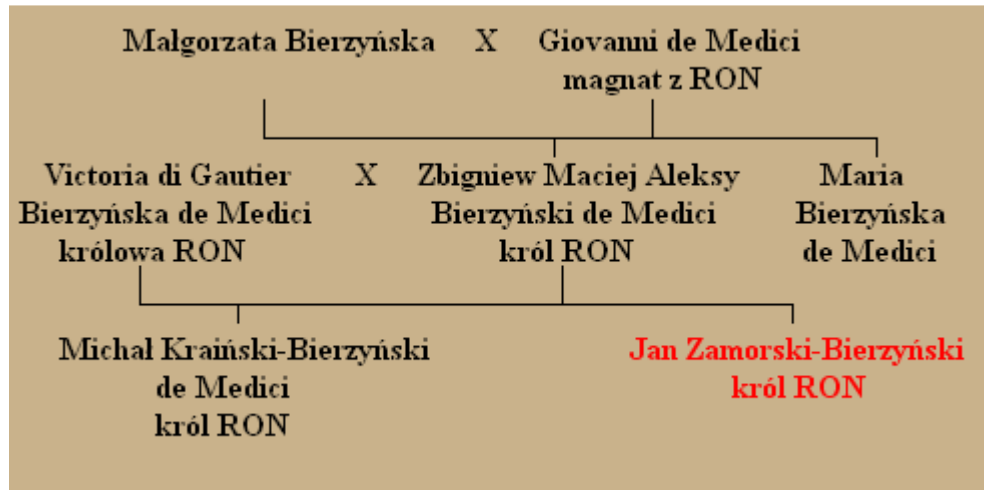 Małgorzata Bierzyńska X Giovanni de Medici
magnat z RON
Victoria di Gautier X Zbigniew Maciej Aleksy Maria
Bierzyńska de Medici Bierzyński de Medici Bierzyńska
królowa RON król RON de Medici
Michał Kraiński-Bierzyński Jan Zamorski-Bierzyński
de Medici król RON
król RON